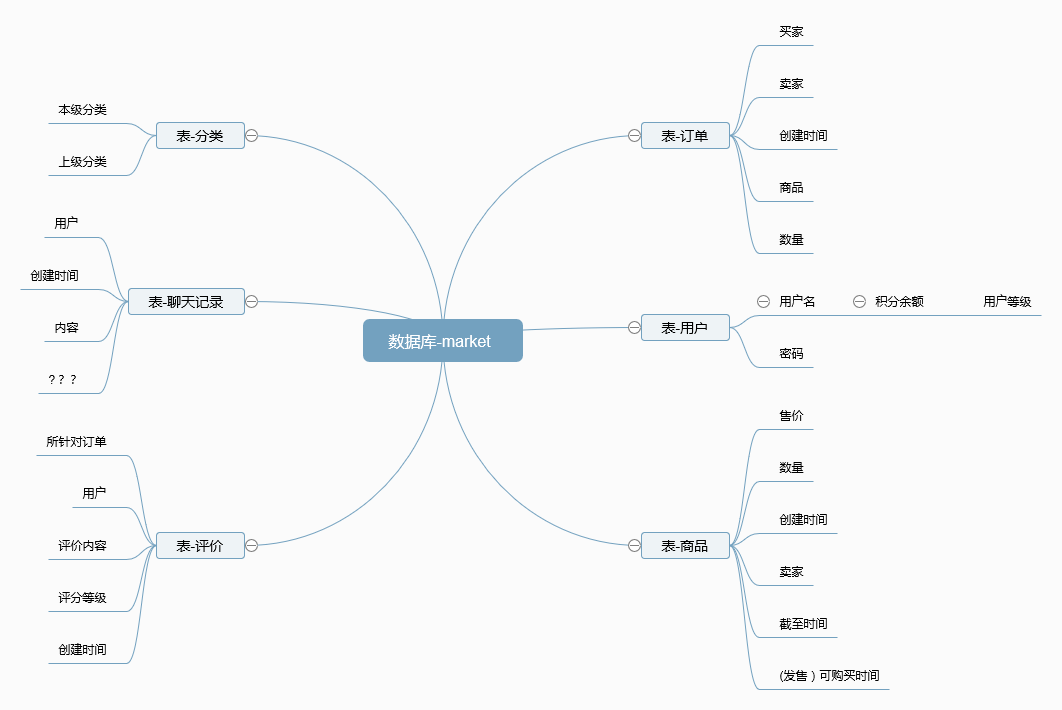 数据库-market
表-分类
本级分类
上级分类
表-聊天记录
用户
创建时间
内容
？？？
表-评价
所针对订单
用户
评价内容
评分等级
创建时间
表-订单
买家
卖家
创建时间
商品
数量
表-用户
用户名 积分余额 用户等级
密码
表-商品
售价
数量
创建时间
卖家
截至时间
(发售）可购买时间